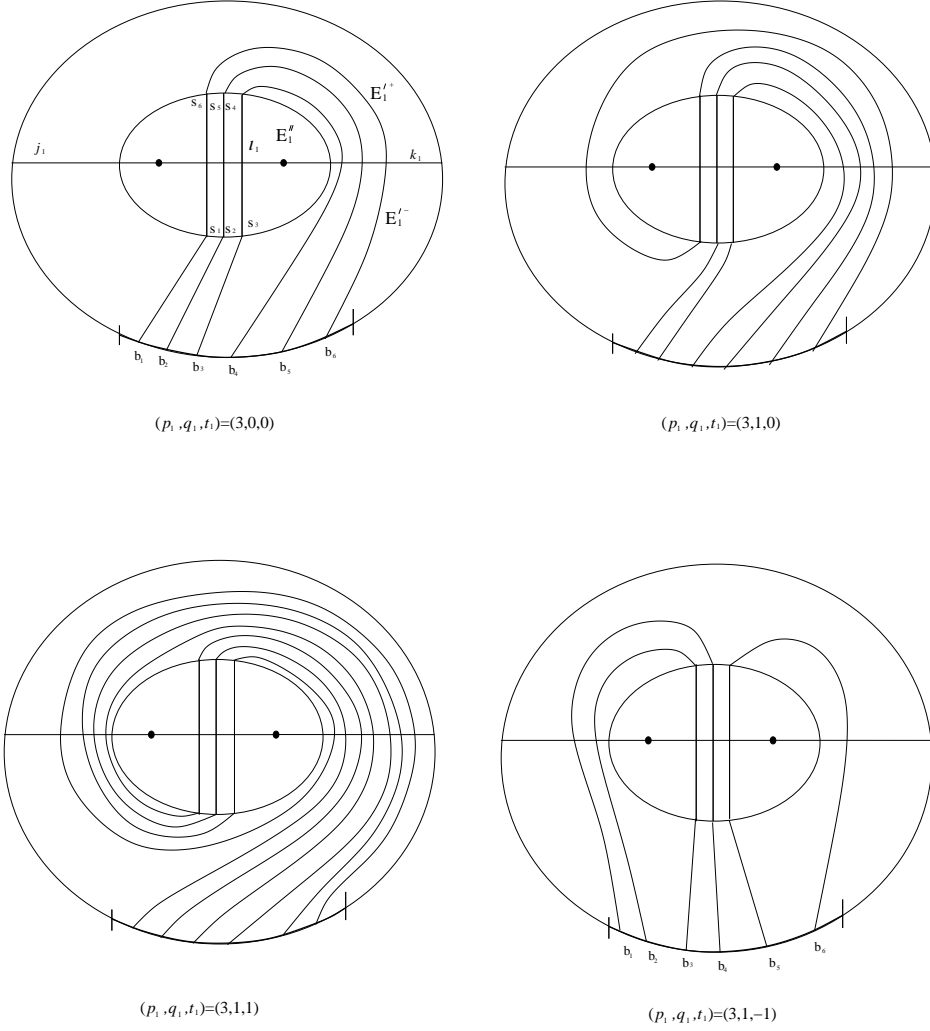 E₁′⁺
s₆ s₅ s₄
E₁″
j₁ l₁ k₁
E₁′⁻
s₁ s₂ s₃
b₁ b₂ b₃ b₄ b₅ b₆
(p₁,q₁,t₁)=(3,0,0)
(p₁,q₁,t₁)=(3,1,0)
b₁ b₂ b₃ b₄ b₅ b₆
(p₁,q₁,t₁)=(3,1,1)
(p₁,q₁,t₁)=(3,1,−1)